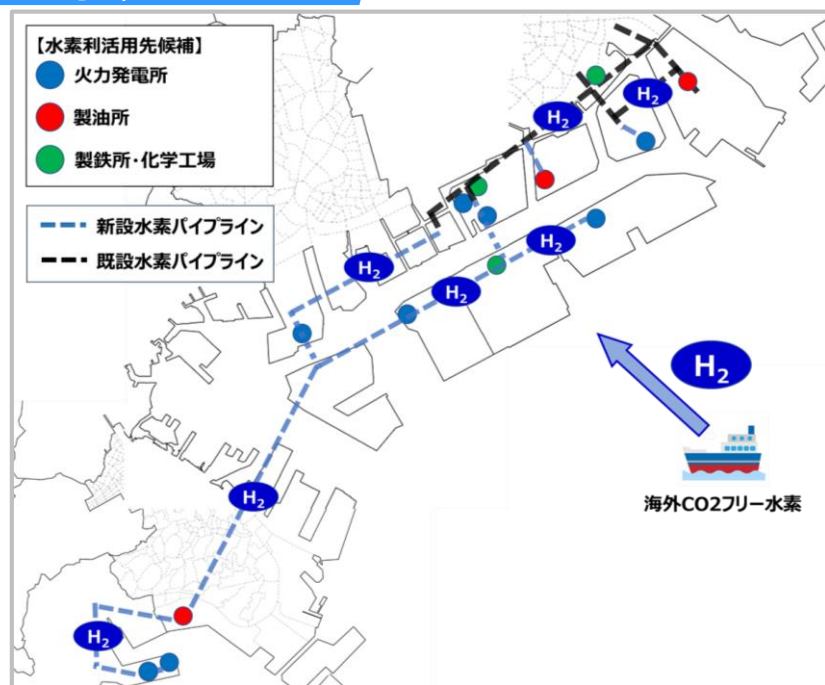 【水素利活用先候補】
火力発電所
製油所
製鉄所・化学工場
新設水素パイプライン
既設水素パイプライン
H₂
H₂
H₂
H₂
H₂
H₂
海外CO2フリー水素
H₂
H₂